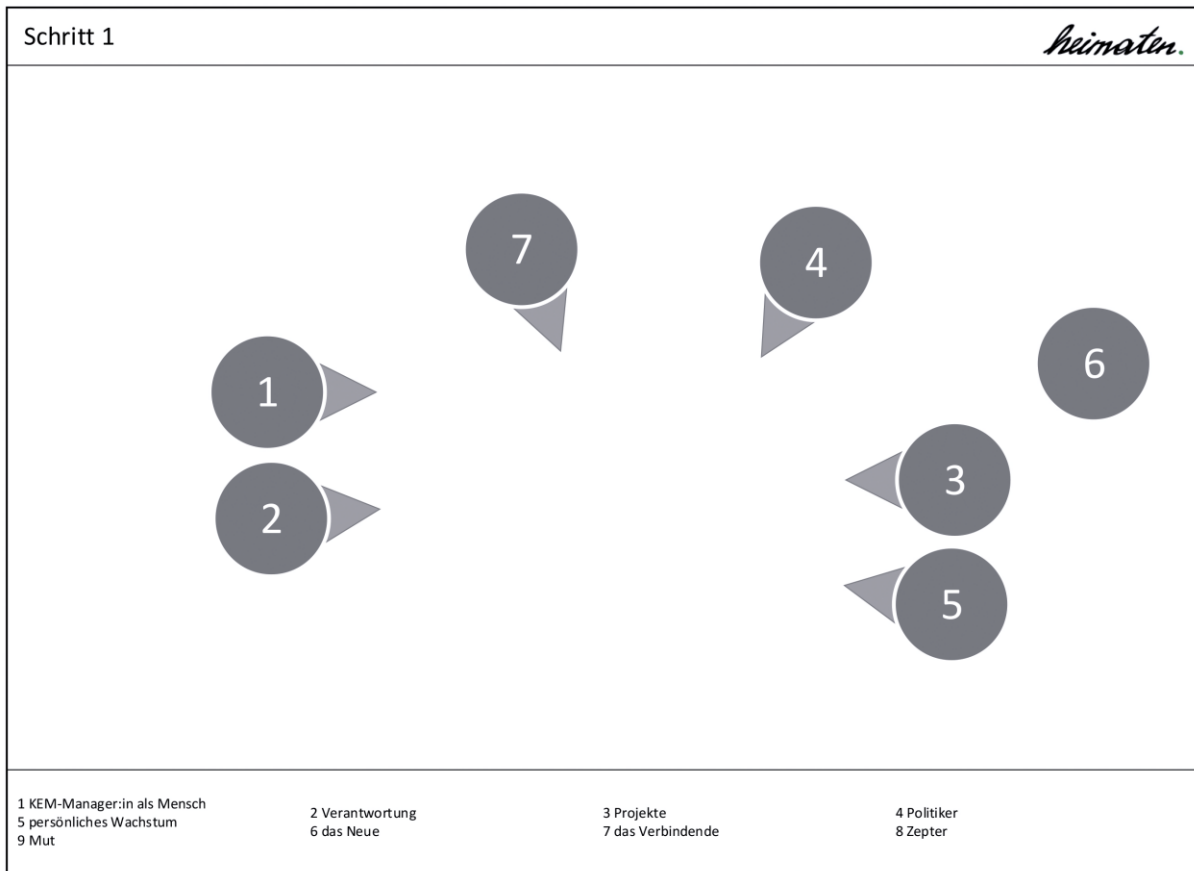 Schritt 1
heimaten.
7
4
6
1
3
2
5
1 KEM-Manager:in als Mensch
5 persönliches Wachstum
9 Mut
2 Verantwortung
6 das Neue
3 Projekte
7 das Verbindende
4 Politiker
8 Zepter